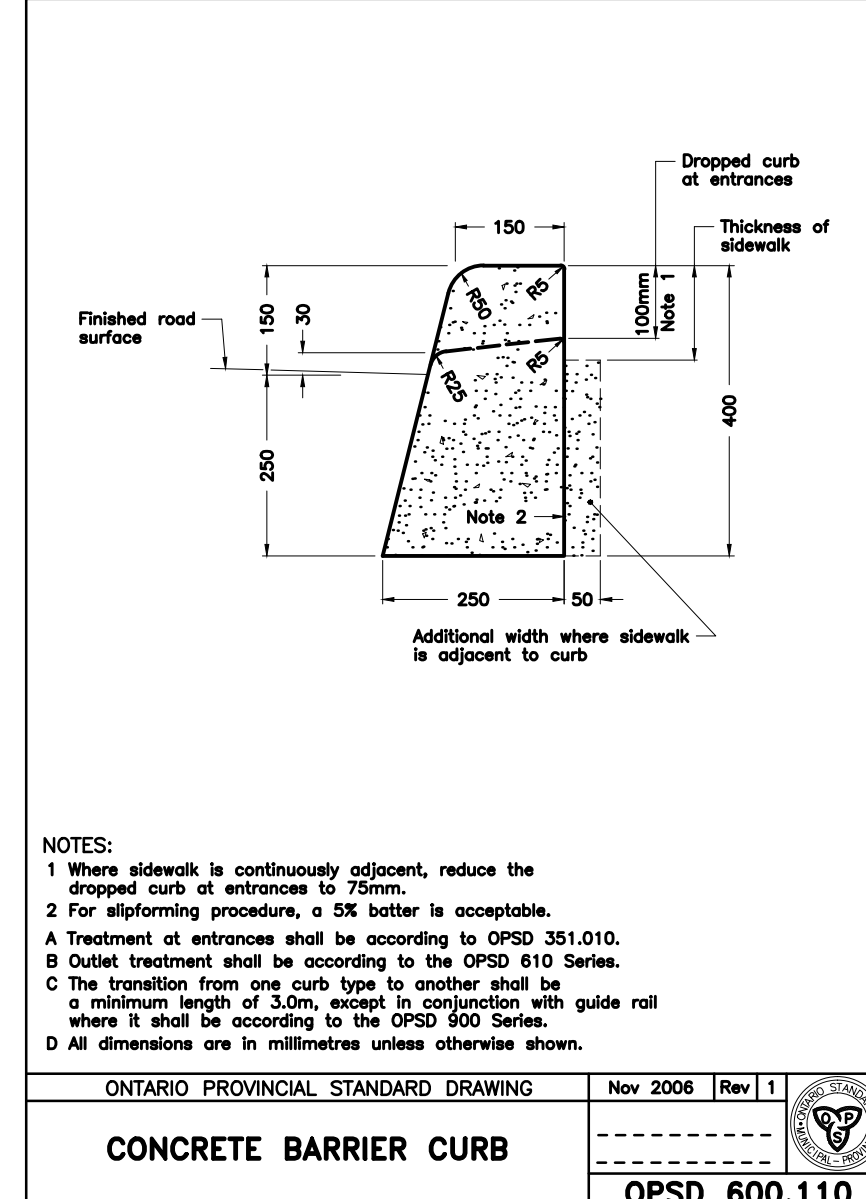 Dropped curb
at entrances
150
Thickness of
sidewalk
Finished road
surface
150
30
R50
R5
100mm
Note 1
R5
R25
400
250
Note 2
250
50
Additional width where sidewalk
is adjacent to curb
NOTES:
1 Where sidewalk is continuously adjacent, reduce the
dropped curb at entrances to 75mm.
2 For slipforming procedure, a 5% batter is acceptable.
A Treatment at entrances shall be according to OPSD 351.010.
B Outlet treatment shall be according to the OPSD 610 Series.
C The transition from one curb type to another shall be
a minimum length of 3.0m, except in conjunction with guide rail
where it shall be according to the OPSD 900 Series.
D All dimensions are in millimetres unless otherwise shown.
ONTARIO PROVINCIAL STANDARD DRAWING
Nov 2006 Rev 1
CONCRETE BARRIER CURB
OPS
OPSD 600.110